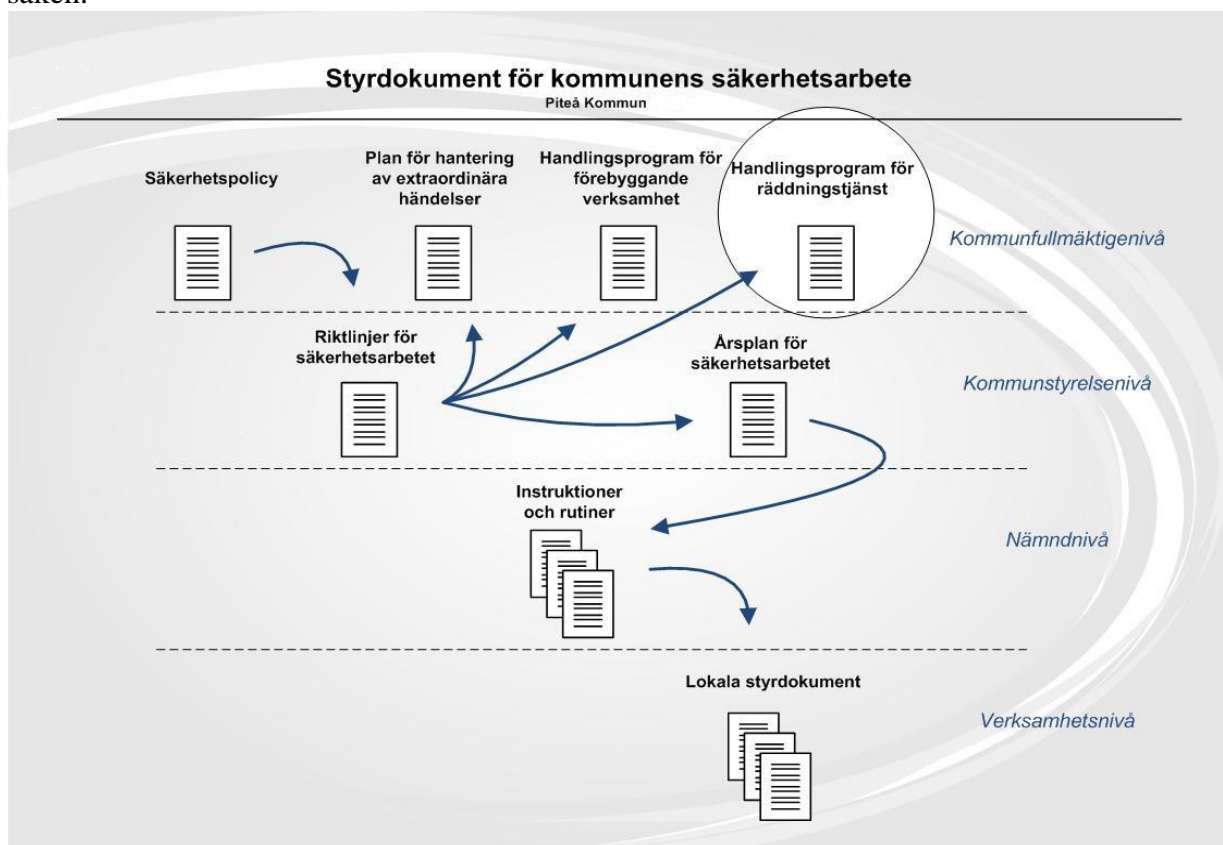 saken.
Styrdokument för kommunens säkerhetsarbete
Piteå Kommun
Säkerhetspolicy
Plan för hantering
av extraordinära
händelser
Handlingsprogram för
förebyggande
verksamhet
Handlingsprogram för
räddningstjänst
Kommunfullmäktigenivå
Riktlinjer för
säkerhetsarbetet
Årsplan för
säkerhetsarbetet
Kommunstyrelsenivå
Instruktioner
och rutiner
Nämndnivå
Lokala styrdokument
Verksamhetsnivå